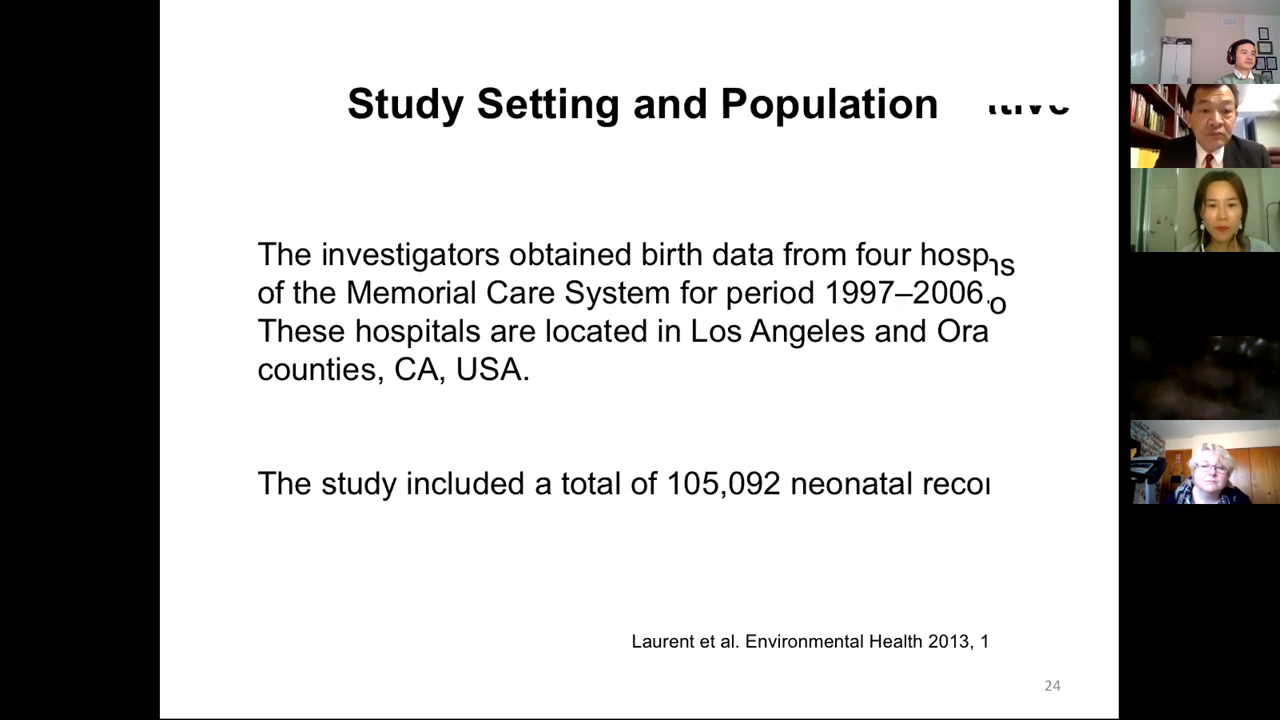 Study Setting and Population
The investigators obtained birth data from four hosp
of the Memorial Care System for period 1997–2006.
These hospitals are located in Los Angeles and Ora
counties, CA, USA.
The study included a total of 105,092 neonatal
Laurent et al. Environmental Health 2013, 1
24